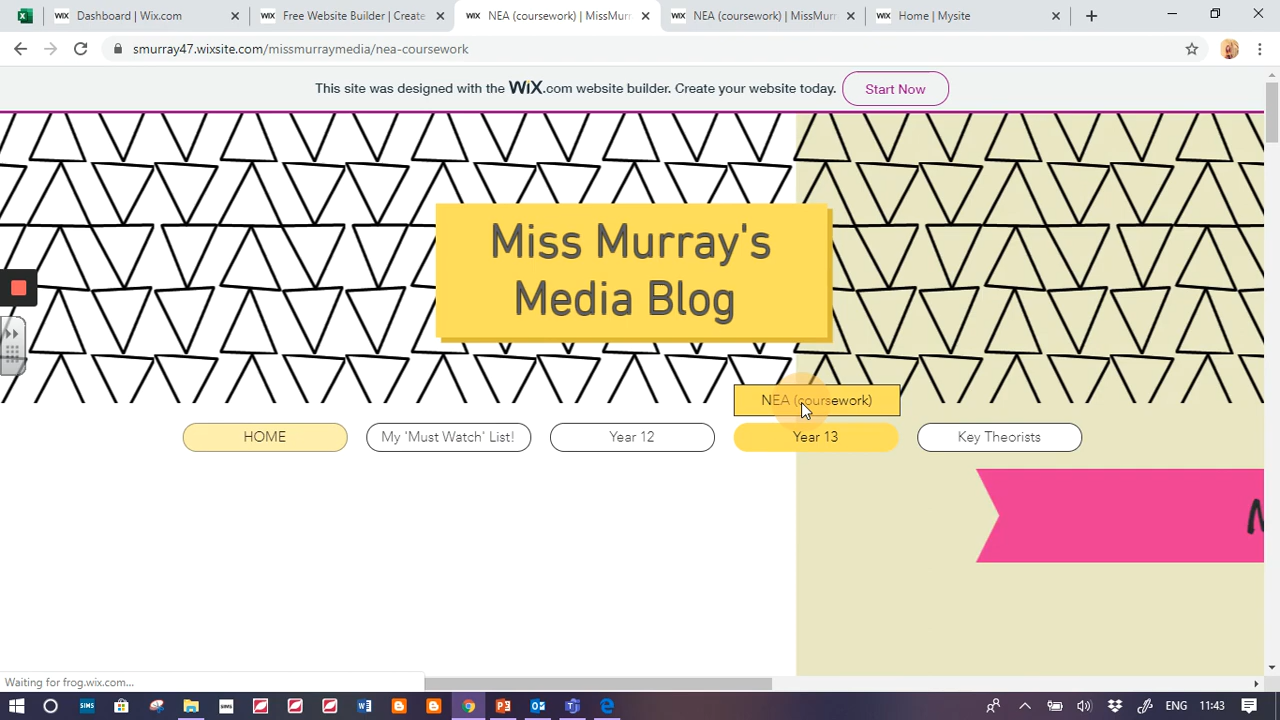 Dashboard | Wix.com
Free Website Builder | Create
NEA (coursework) | MissMurr
NEA (coursework) | MissMurr
Home | Mysite
smurray47.wixsite.com/missmurraymedia/nea-coursework
This site was designed with the WiX.com website builder. Create your website today.
Start Now
Miss Murray's
Media Blog
NEA (coursework)
HOME
My 'Must Watch' List!
Year 12
Year 13
Key Theorists
Waiting for frog.wix.com...
ENG
11:43